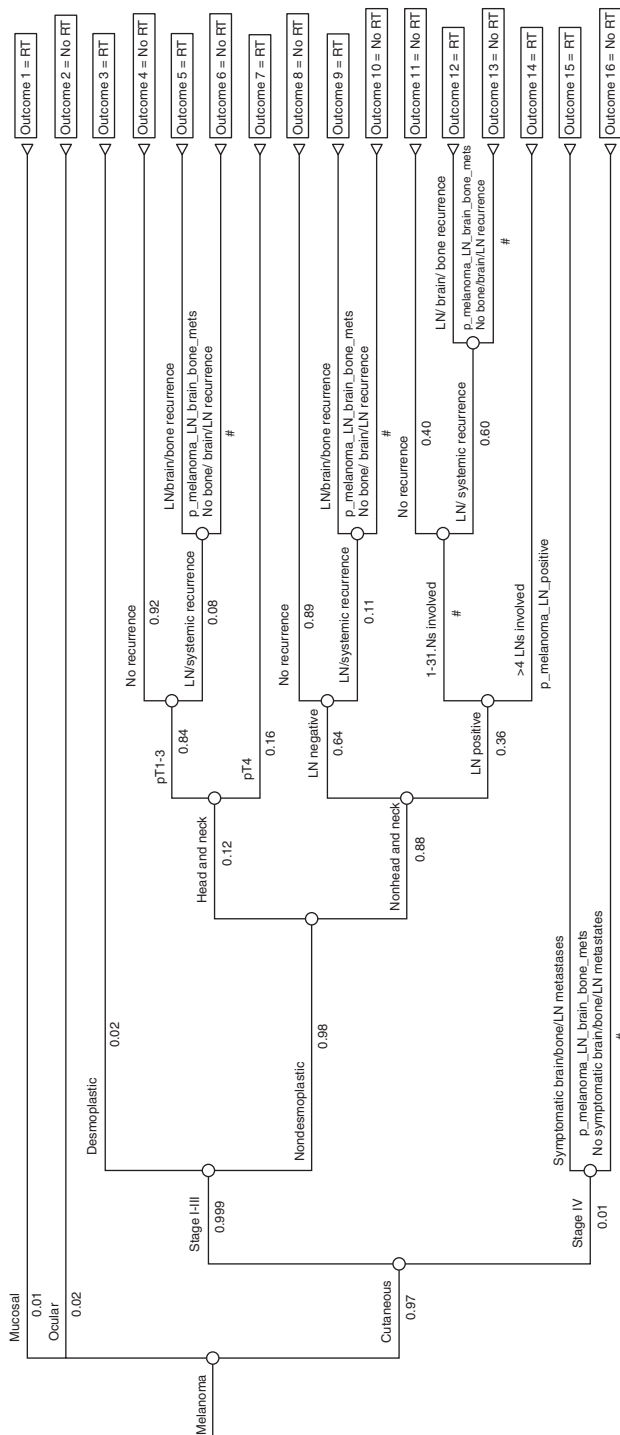 Melanoma
Mucosal
0.01
Ocular
0.02
Cutaneous
0.97
Stage I-III
0.999
Stage IV
0.01
Desmoplastic
0.02
Nondesmoplastic
0.98
Head and neck
0.12
Nonhead and neck
0.88
pT1-3
0.84
pT4
0.16
LN negative
0.64
LN positive
0.36
No recurrence
0.92
LN/systemic recurrence
0.08
LN/brain/bone recurrence
p_melanoma_LN_brain_bone_mets
No bone/ brain/LN recurrence
#
No recurrence
0.89
LN/systemic recurrence
0.11
LN/brain/bone recurrence
p_melanoma_LN_brain_bone_mets
No bone/ brain/LN recurrence
#
1-31.Ns involved
#
>4 LNs involved
p_melanoma_LN_positive
No recurrence
0.40
LN/ systemic recurrence
0.60
LN/ brain/ bone recurrence
p_melanoma_LN_brain_bone_mets
No bone/brain/LN recurrence
#
Symptomatic brain/bone/LN metastases
p_melanoma_LN_brain_bone_mets
No symptomatic brain/bone/LN metastates
#
Outcome 1 = RT
Outcome 2 = No RT
Outcome 3 = RT
Outcome 4 = No RT
Outcome 5 = RT
Outcome 6 = No RT
Outcome 7 = RT
Outcome 8 = No RT
Outcome 9 = RT
Outcome 10 = No RT
Outcome 11 = No RT
Outcome 12 = RT
Outcome 13 = No RT
Outcome 14 = RT
Outcome 15 = RT
Outcome 16 = No RT